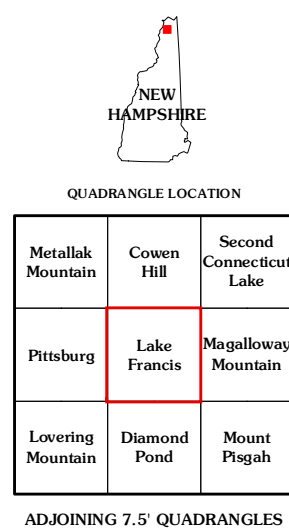 NEW
HAMPSHIRE
QUADRANGLE LOCATION
Metallak
Mountain
Cowen
Hill
Second
Connecticut
Lake
Pittsburg
Lake
Francis
Magalloway
Mountain
Lovering
Mountain
Diamond
Pond
Mount
Pisgah
ADJOINING 7.5' QUADRANGLES